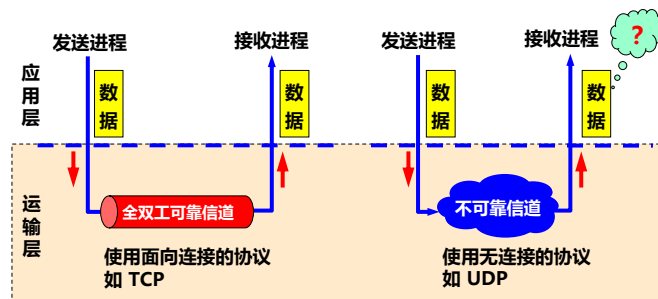 发送进程
接收进程
发送进程
接收进程
?
应用层
数据
数据
数据
数据
运输层
全双工可靠信道
不可靠信道
使用面向连接的协议
如 TCP
使用无连接的协议
如 UDP